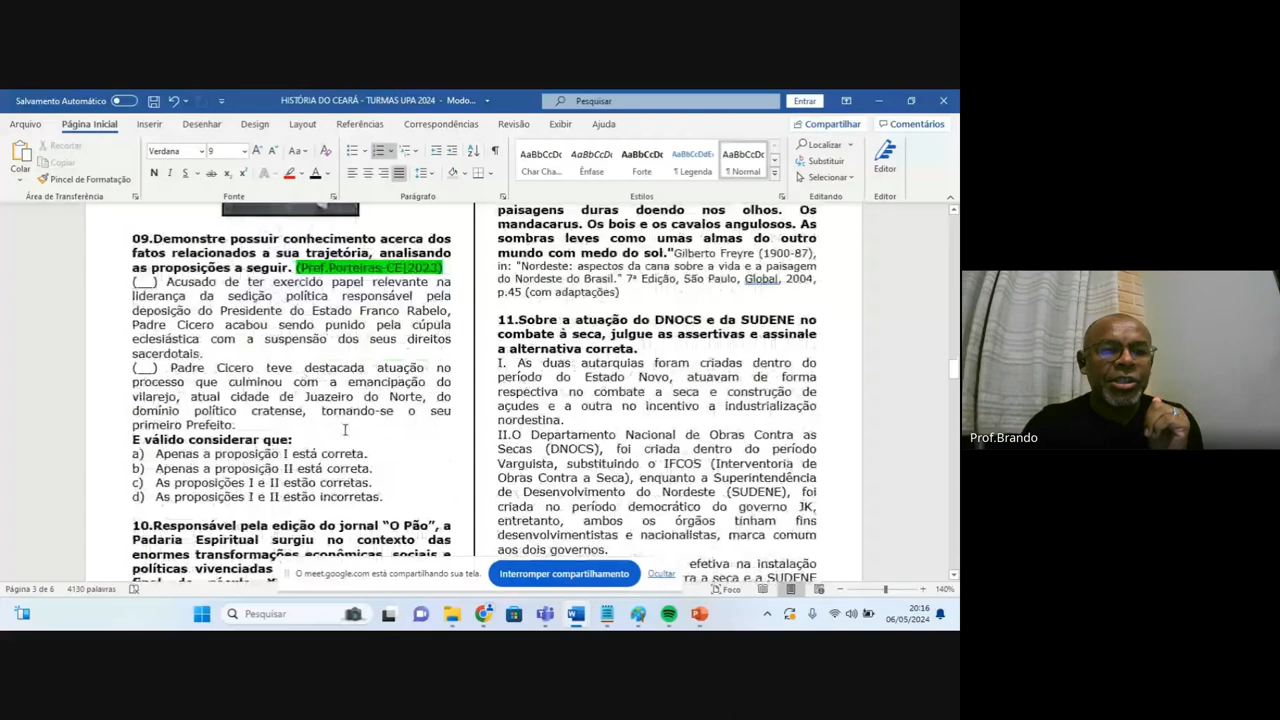 Salvamento Automático
HISTÓRIA DO CEARÁ - TURMAS UPA 2024 - Modo...
Pesquisar
Entrar
Arquivo Página Inicial Inserir Desenhar Design Layout Referências Correspondências Revisão Exibir Ajuda
Compartilhar Comentários
Colar
Recortar
Copiar
Pincel de Formatação
Área de Transferência
Verdana 9
N I S
Fonte
Parágrafo
AaBbCcDc AaBbCcDc AaBbCcDc AaBbCcDdEe AaBbCcDc
Char Cha... Ênfase Forte ¶ Legenda ¶ Normal
Estilos
Localizar
Substituir
Selecionar
Editando
Editor
Editor
09.Demonstre possuir conhecimento acerca dos
fatos relacionados a sua trajetória, analisando
as proposições a seguir. (Pref.Porteiras-CE|2023)
(__) Acusado de ter exercido papel relevante na
liderança da sedição política responsável pela
deposição do Presidente do Estado Franco Rabelo,
Padre Cicero acabou sendo punido pela cúpula
eclesiástica com a suspensão dos seus direitos
sacerdotais.
(__) Padre Cicero teve destacada atuação no
processo que culminou com a emancipação do
vilarejo, atual cidade de Juazeiro do Norte, do
domínio político cratense, tornando-se o seu
primeiro Prefeito.
E válido considerar que:
a) Apenas a proposição I está correta.
b) Apenas a proposição II está correta.
c) As proposições I e II estão corretas.
d) As proposições I e II estão incorretas.
10.Responsável pela edição do jornal “O Pão”, a
Padaria Espiritual surgiu no contexto das
enormes transformações econômicas, sociais e
políticas vivenciadas
paisagens duras doendo nos olhos. Os
mandacarus. Os bois e os cavalos angulosos. As
sombras leves como umas almas do outro
mundo com medo do sol."Gilberto Freyre (1900-87),
in: "Nordeste: aspectos da cana sobre a vida e a paisagem
do Nordeste do Brasil." 7ª Edição, São Paulo, Global, 2004,
p.45 (com adaptações)
11.Sobre a atuação do DNOCS e da SUDENE no
combate à seca, julgue as assertivas e assinale
a alternativa correta.
I. As duas autarquias foram criadas dentro do
período do Estado Novo, atuavam de forma
respectiva no combate a seca e construção de
açudes e a outra no incentivo a industrialização
nordestina.
II.O Departamento Nacional de Obras Contra as
Secas (DNOCS), foi criada dentro do período
Varguista, substituindo o IFCOS (Interventoria de
Obras Contra a Seca), enquanto a Superintendência
de Desenvolvimento do Nordeste (SUDENE), foi
criada no período democrático do governo JK,
entretanto, ambos os órgãos tinham fins
desenvolvimentistas e nacionalistas, marca comum
aos dois governos.
efetiva na instalação
ra a seca e a SUDENE
O meet.google.com está compartilhando sua tela.
Interromper compartilhamento
Ocultar
Página 3 de 6 4130 palavras
Foco
140%
Pesquisar
20:16
06/05/2024
Prof.Brando